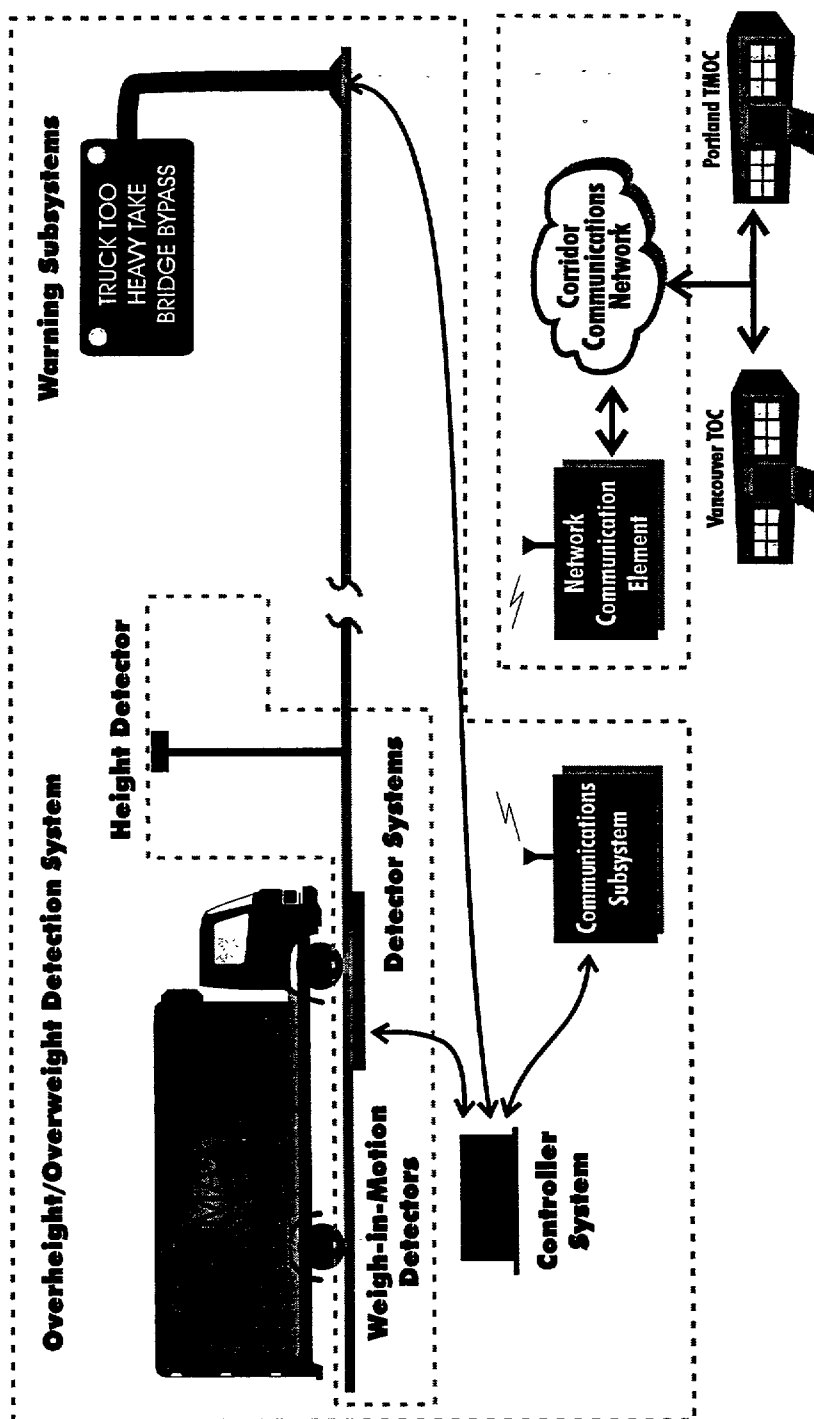 Overheight/Overweight Detection System
Warning Subsystems
Height Detector
TRUCK TOO
HEAVY TAKE
BRIDGE BYPASS
Weigh-in-Motion
Detectors
Detector Systems
Controller
System
Communications
Subsystem
Network
Communication
Element
Corridor
Communications
Network
Vancouver TOC
Portland TMOC